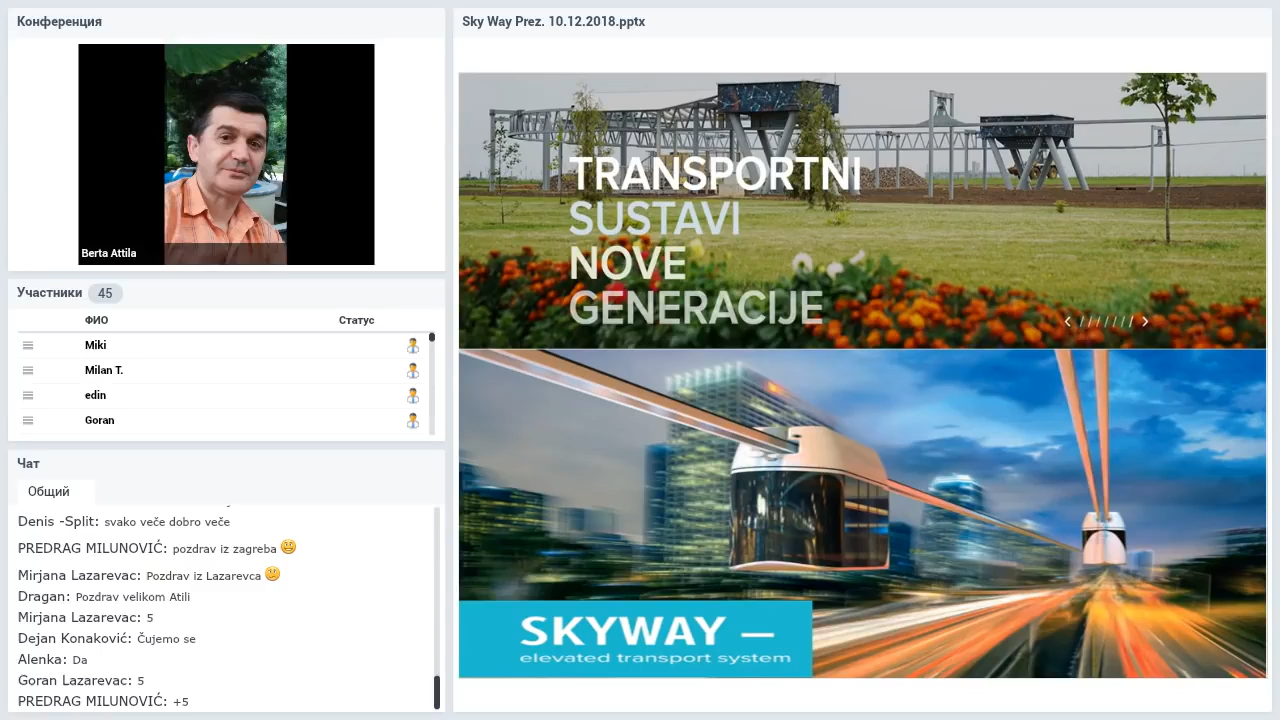 Конференция
Berta Attila
Участники 45
ФИО Статус
Miki
Milan T.
edin
Goran
Чат
Общий
Denis -Split: svako veče dobro veče
PREDRAG MILUNOVIĆ: pozdrav iz zagreba
Mirjana Lazarevac: Pozdrav iz Lazarevca
Dragan: Pozdrav velikom Atili
Mirjana Lazarevac: 5
Dejan Konaković: Čujemo se
Alenka: Da
Goran Lazarevac: 5
PREDRAG MILUNOVIĆ: +5
Sky Way Prez. 10.12.2018.pptx
TRANSPORTNI
SUSTAVI
NOVE
GENERACIJE
SKYWAY —
elevated transport system